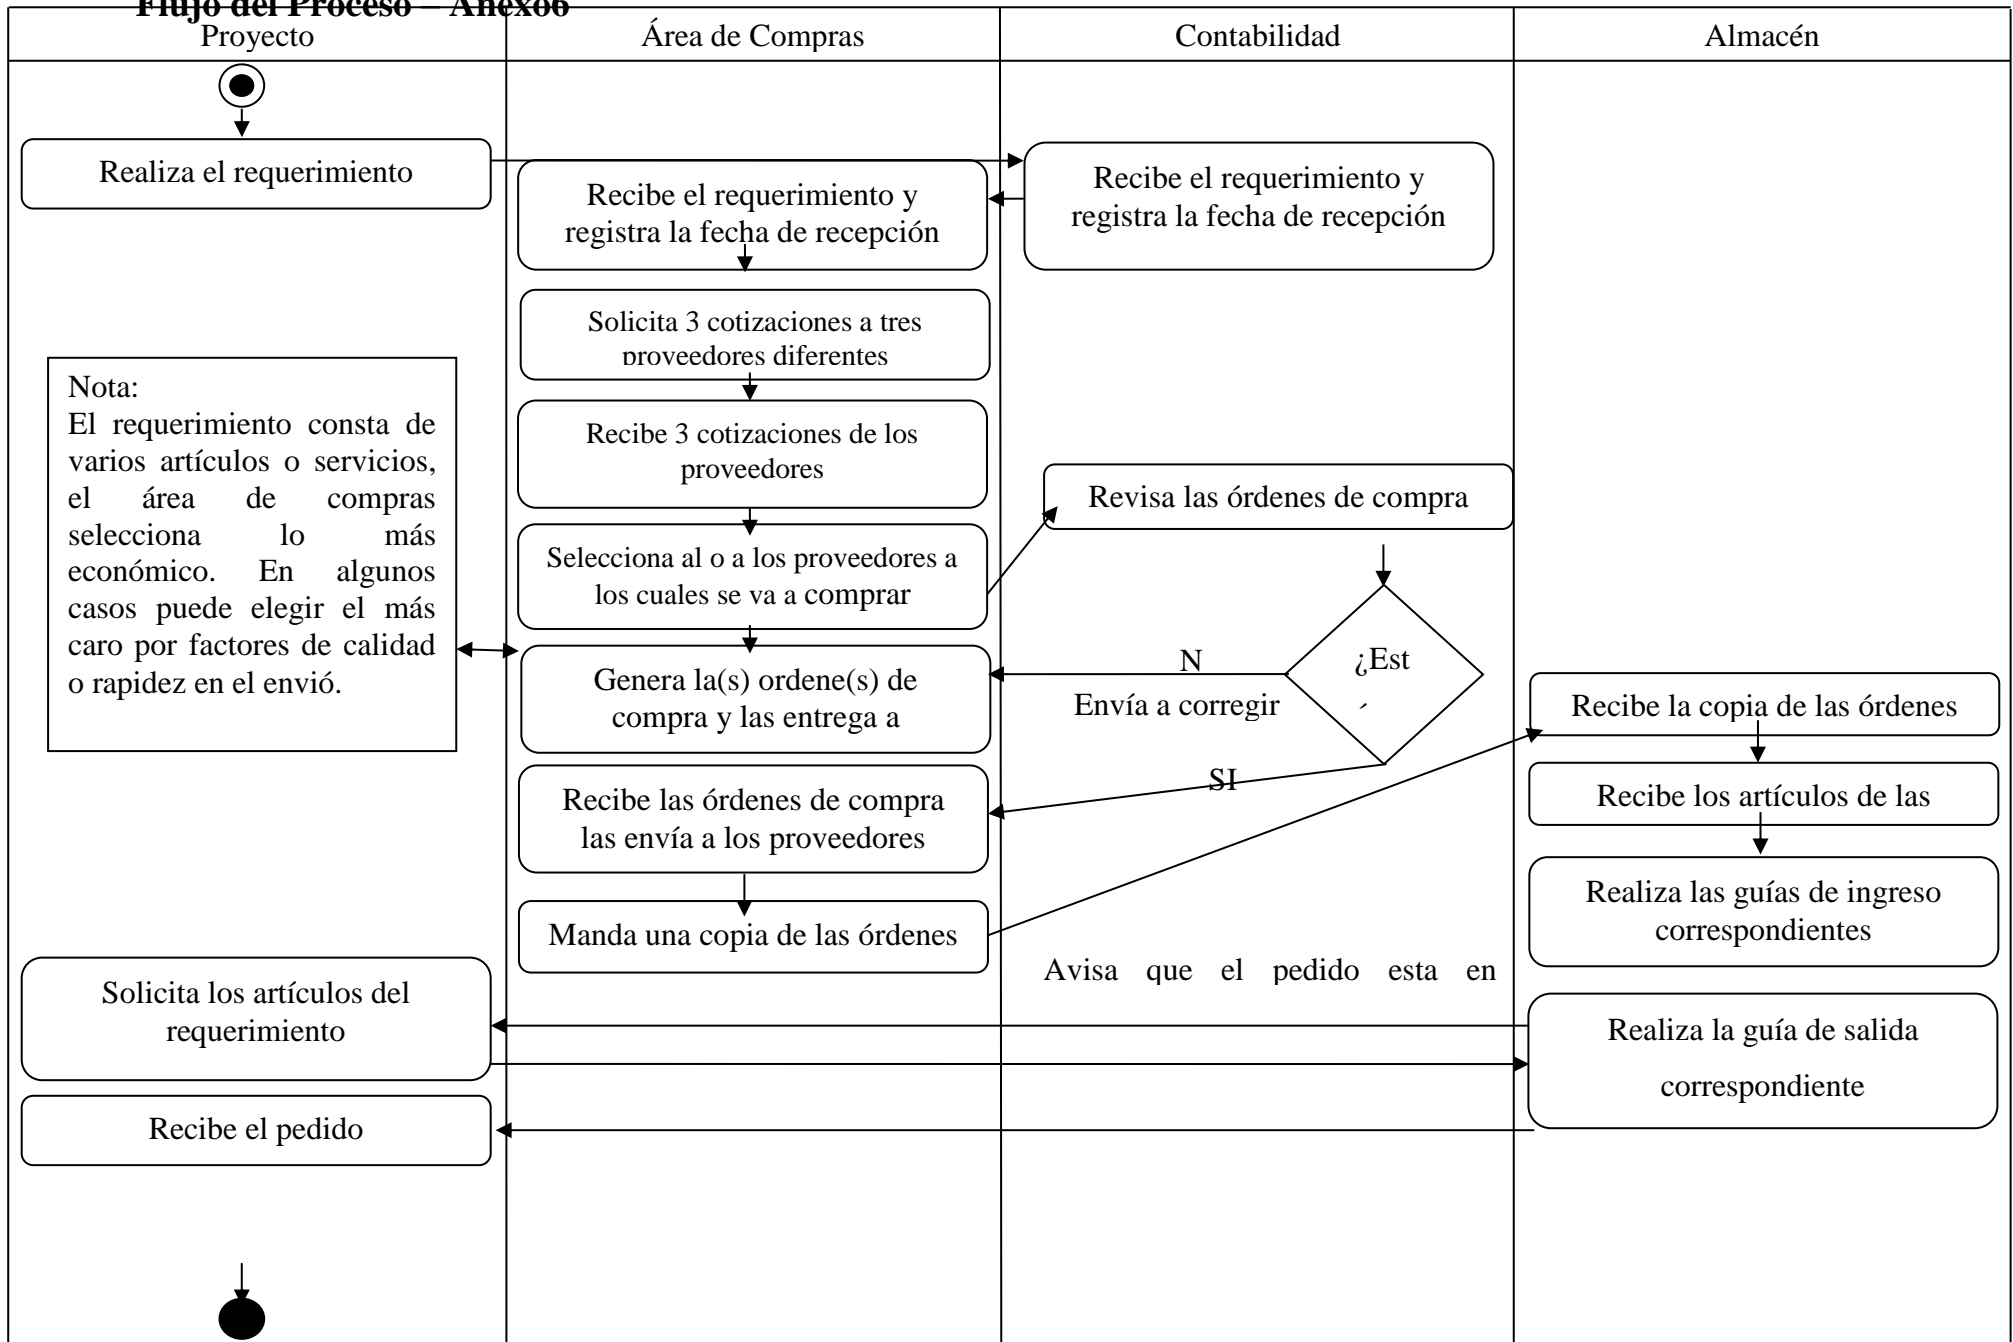 Flujo del Proceso – Anexo6
Proyecto
Área de Compras
Contabilidad
Almacén
Realiza el requerimiento
Recibe el requerimiento y
registra la fecha de recepción
Recibe el requerimiento y
registra la fecha de recepción
Solicita 3 cotizaciones a tres
proveedores diferentes
Nota:
El requerimiento consta de
varios artículos o servicios,
el área de compras
selecciona lo más
económico. En algunos
casos puede elegir el más
caro por factores de calidad
o rapidez en el envió.
Recibe 3 cotizaciones de los
proveedores
Revisa las órdenes de compra
Selecciona al o a los proveedores a
los cuales se va a comprar
¿Est
N
Envía a corregir
Genera la(s) ordene(s) de
compra y las entrega a
Recibe la copia de las órdenes
SI
Recibe las órdenes de compra
las envía a los proveedores
Recibe los artículos de las
Realiza las guías de ingreso
correspondientes
Manda una copia de las órdenes
Avisa que el pedido esta en
Solicita los artículos del
requerimiento
Realiza la guía de salida
correspondiente
Recibe el pedido